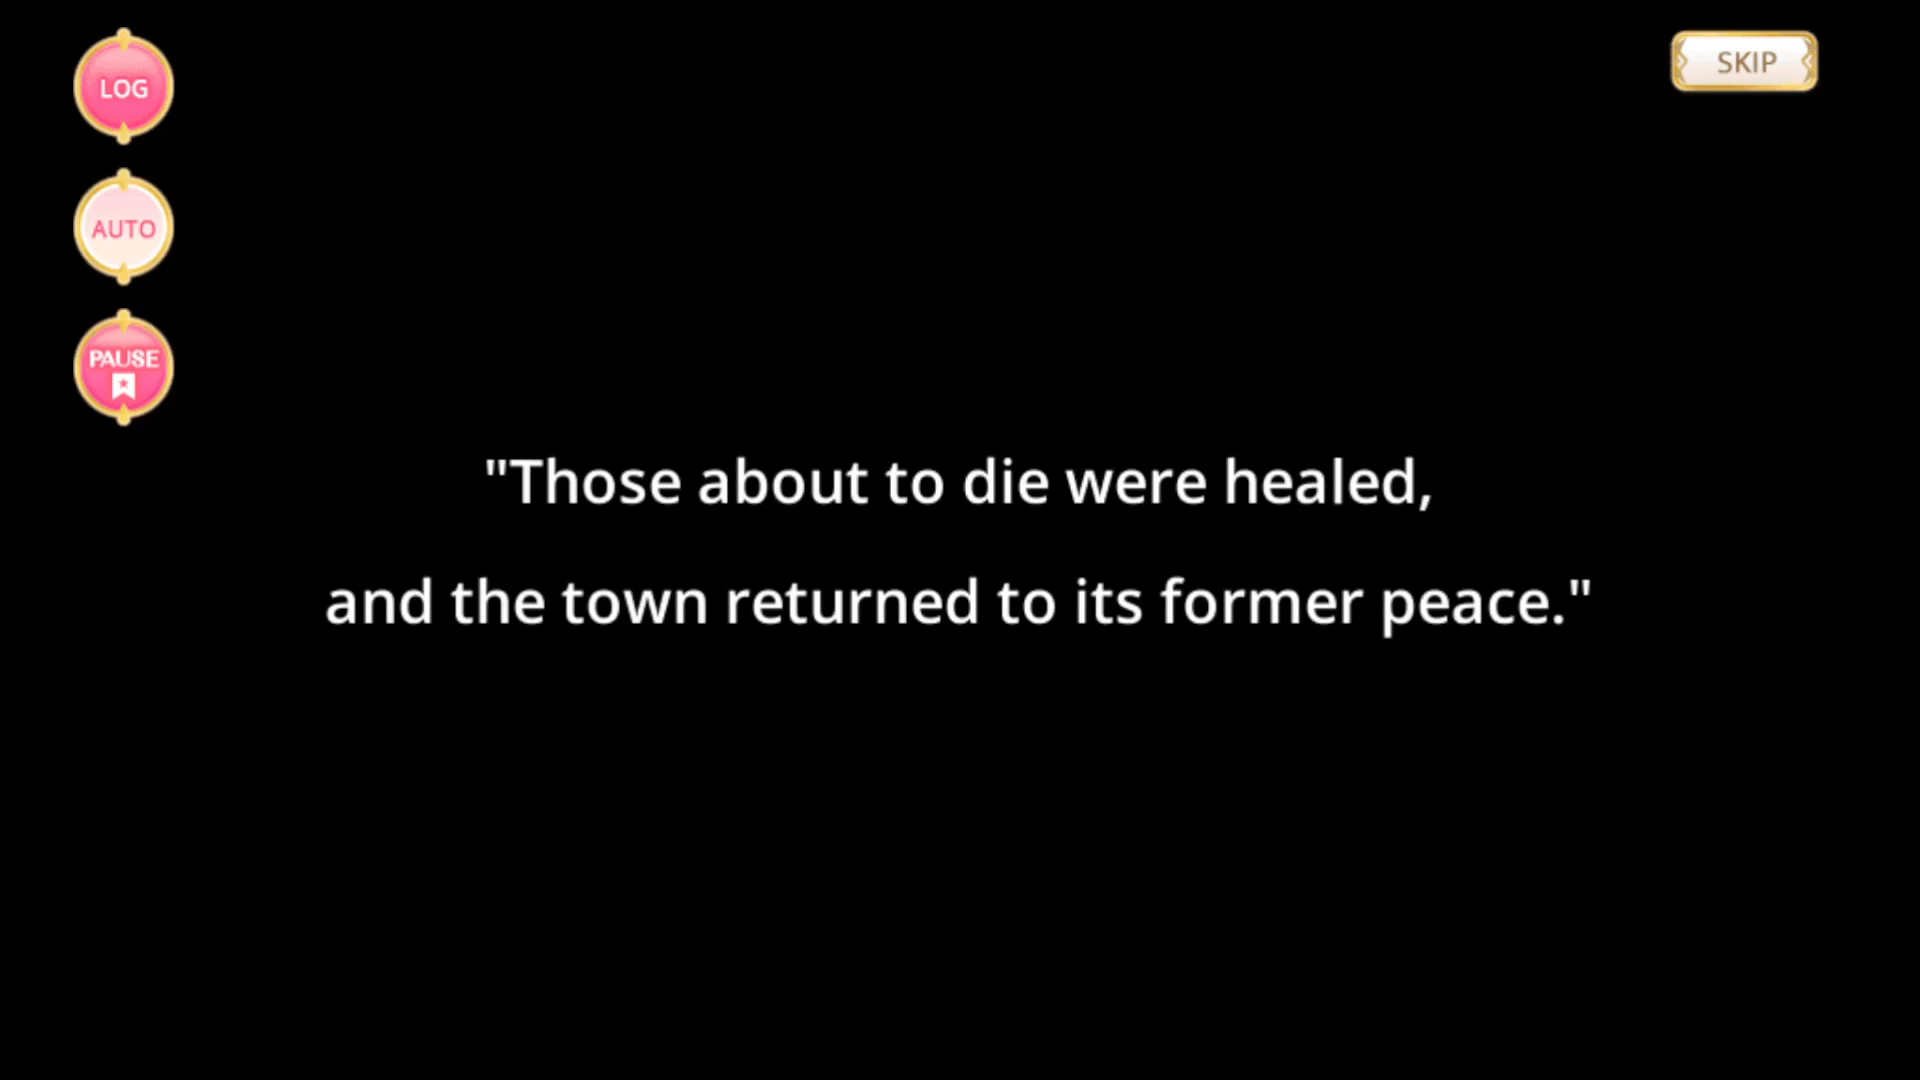 LOG
SKIP
AUTO
PAUSE
"Those about to die were healed,
and the town returned to its former peace."